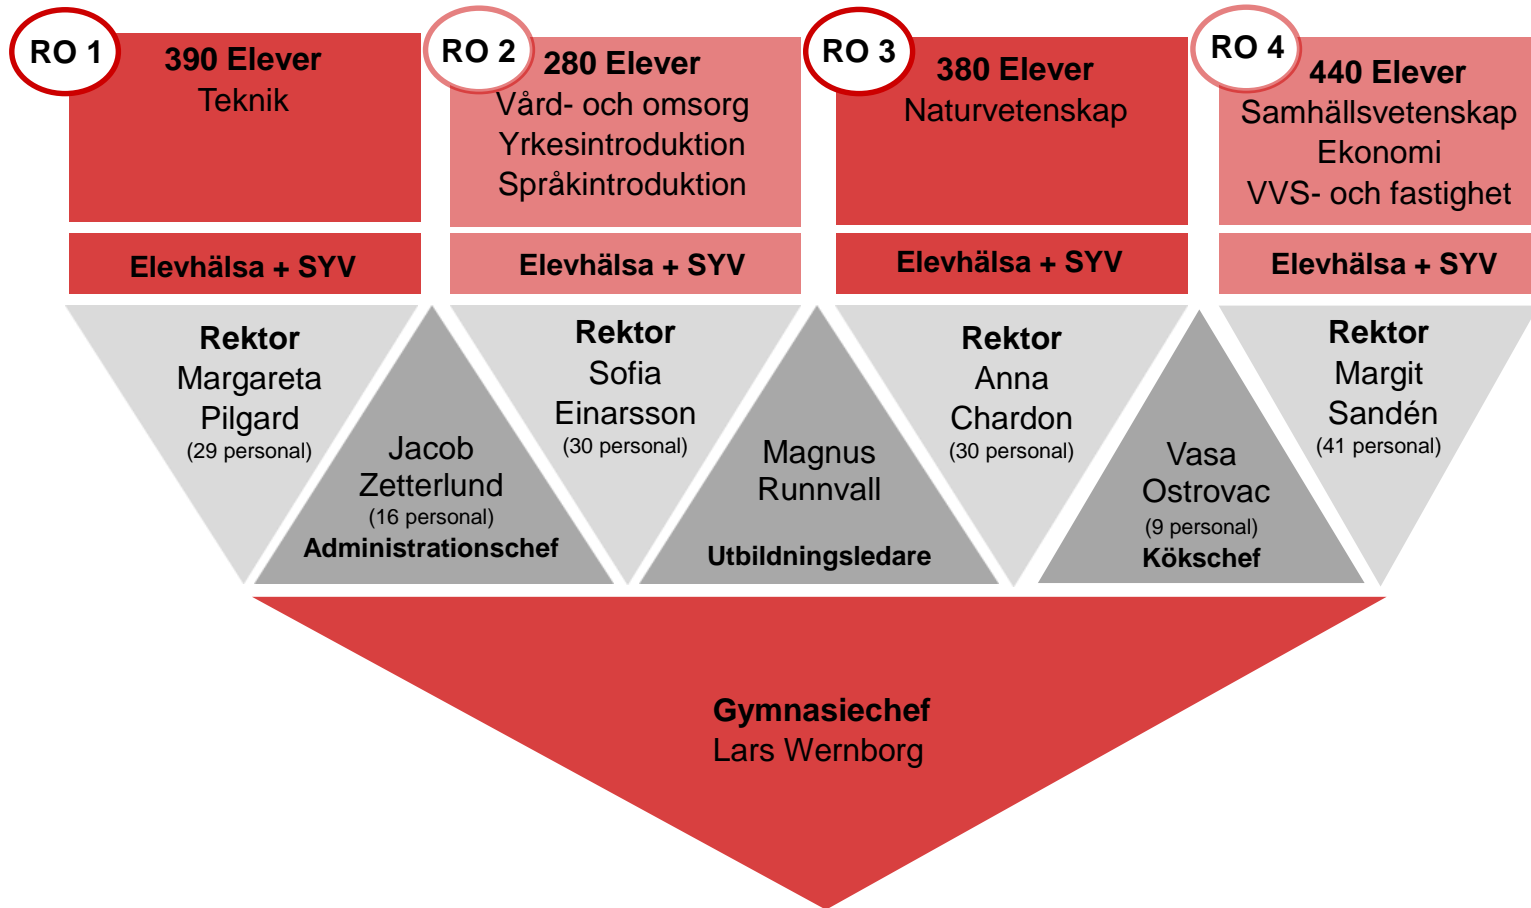 RO 1
390 Elever
Teknik
RO 2
280 Elever
Vård- och omsorg
Yrkesintroduktion
Språkintroduktion
RO 3
380 Elever
Naturvetenskap
RO 4
440 Elever
Samhällsvetenskap
Ekonomi
VVS- och fastighet
Elevhälsa + SYV
Elevhälsa + SYV
Elevhälsa + SYV
Elevhälsa + SYV
Rektor
Margareta
Pilgard
(29 personal)
Jacob
Zetterlund
(16 personal)
Administrationschef
Rektor
Sofia
Einarsson
(30 personal)
Magnus
Runnvall
Utbildningsledare
Rektor
Anna
Chardon
(30 personal)
Vasa
Ostrovac
(9 personal)
Kökschef
Rektor
Margit
Sandén
(41 personal)
Gymnasiechef
Lars Wernborg